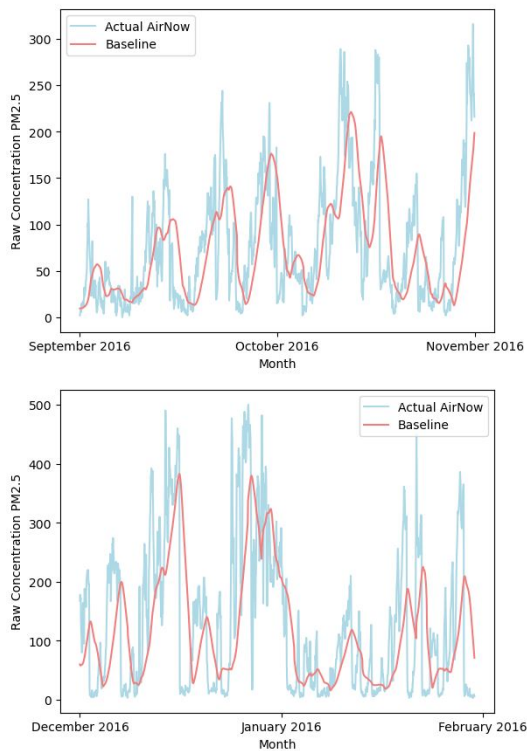 Actual AirNow
Baseline
300
250
200
150
100
50
0
Raw Concentration PM2.5
September 2016
October 2016
November 2016
Month
Actual AirNow
Baseline
500
400
300
200
100
0
Raw Concentration PM2.5
December 2016
January 2016
February 2016
Month